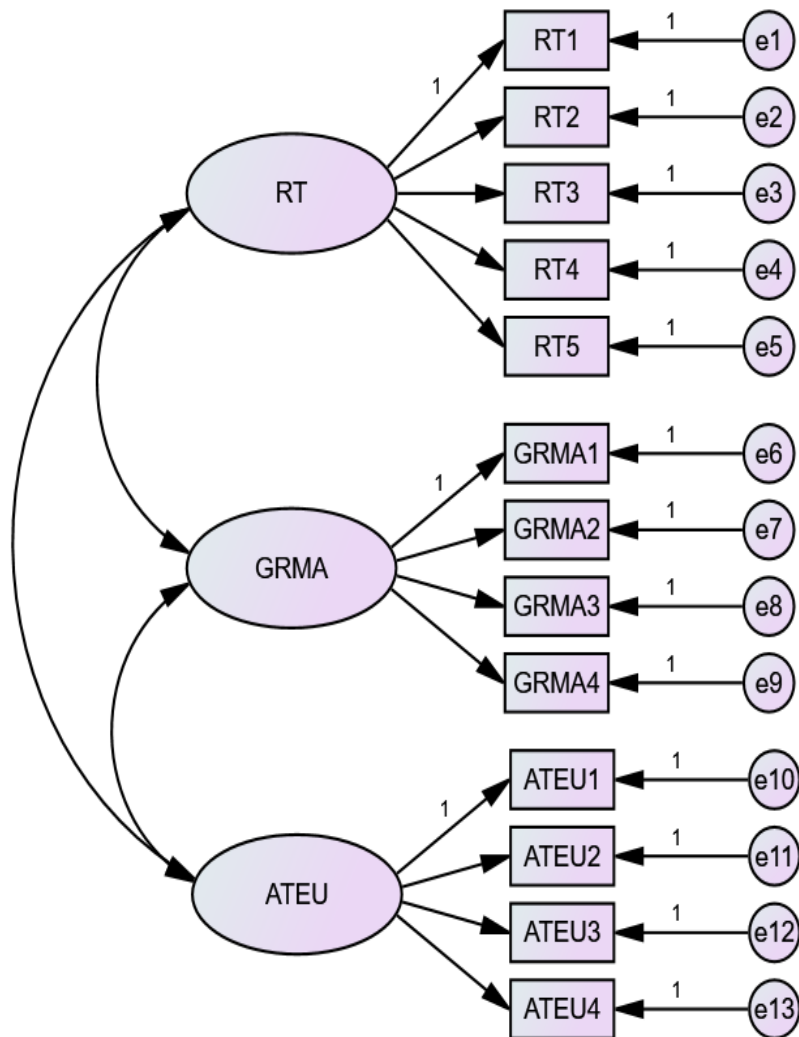 RT1 1 e1
1
RT2 1 e2
RT RT3 1 e3
RT4 1 e4
RT5 1 e5
GRMA1 1 e6
1
GRMA2 1 e7
GRMA
GRMA3 1 e8
GRMA4 1 e9
ATEU1 1 e10
1
ATEU2 1 e11
ATEU
ATEU3 1 e12
ATEU4 1 e13